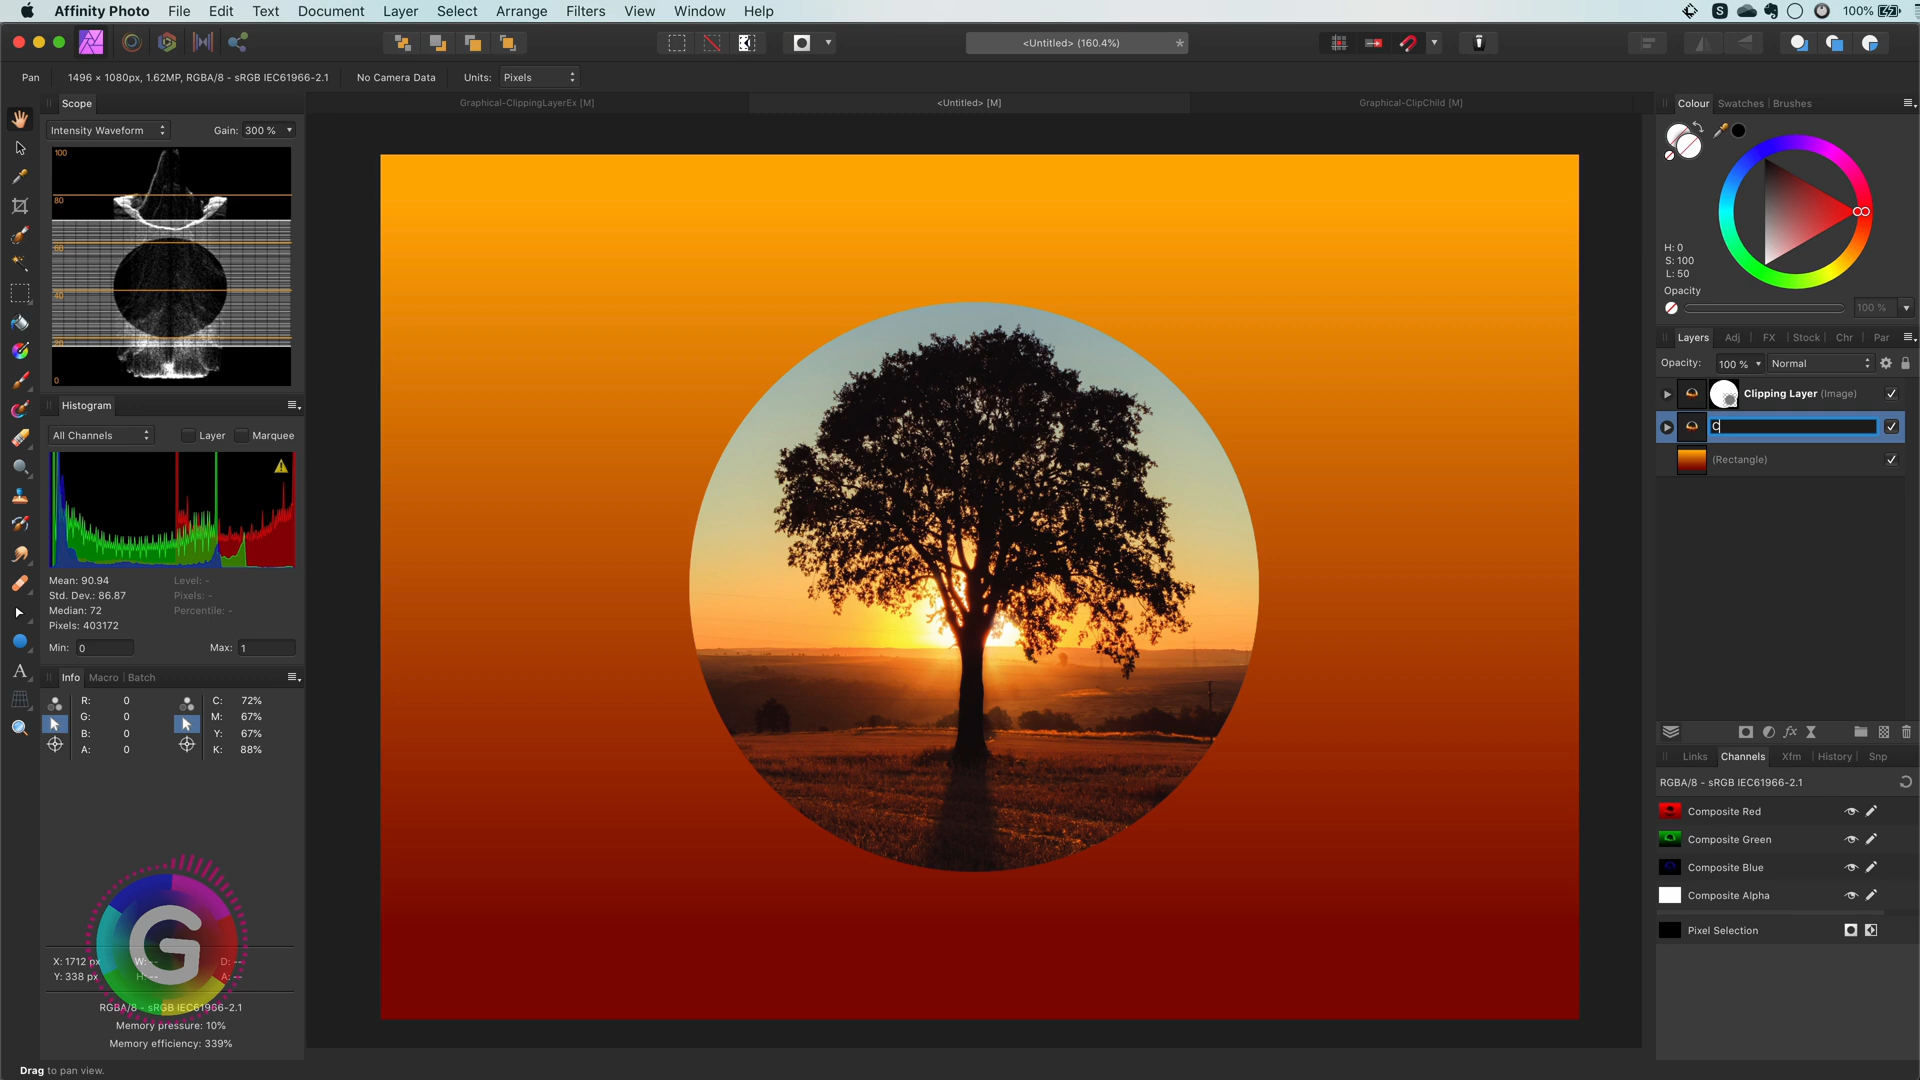 Affinity Photo File Edit Text Document Layer Select Arrange Filters View Window Help 100%
<Untitled> (160.4%) *
Pan 1496 × 1080px, 1.62MP, RGBA/8 - sRGB IEC61966-2.1 No Camera Data Units: Pixels
Graphical-ClippingLayerEx [M] <Untitled> [M] Graphical-ClipChild [M]
Scope
Intensity Waveform Gain: 300 %
100
80
60
40
20
0
Histogram
All Channels Layer Marquee
Mean: 90.94 Level: -
Std. Dev.: 86.87 Pixels: -
Median: 72 Percentile: -
Pixels: 403172
Min: 0 Max: 1
Info Macro Batch
R: 0 C: 72%
G: 0 M: 67%
B: 0 Y: 67%
A: 0 K: 88%
G
X: 1712 px W: -- D: --
Y: 338 px H: -- A: --
RGBA/8 - sRGB IEC61966-2.1
Memory pressure: 10%
Memory efficiency: 339%
Drag to pan view.
Colour Swatches Brushes
H: 0
S: 100
L: 50
Opacity
100 %
Layers Adj FX Stock Chr Par
Opacity: 100 % Normal
Clipping Layer (Image)
C
(Rectangle)
fx
Links Channels Xfm History Snp
RGBA/8 - sRGB IEC61966-2.1
Composite Red
Composite Green
Composite Blue
Composite Alpha
Pixel Selection